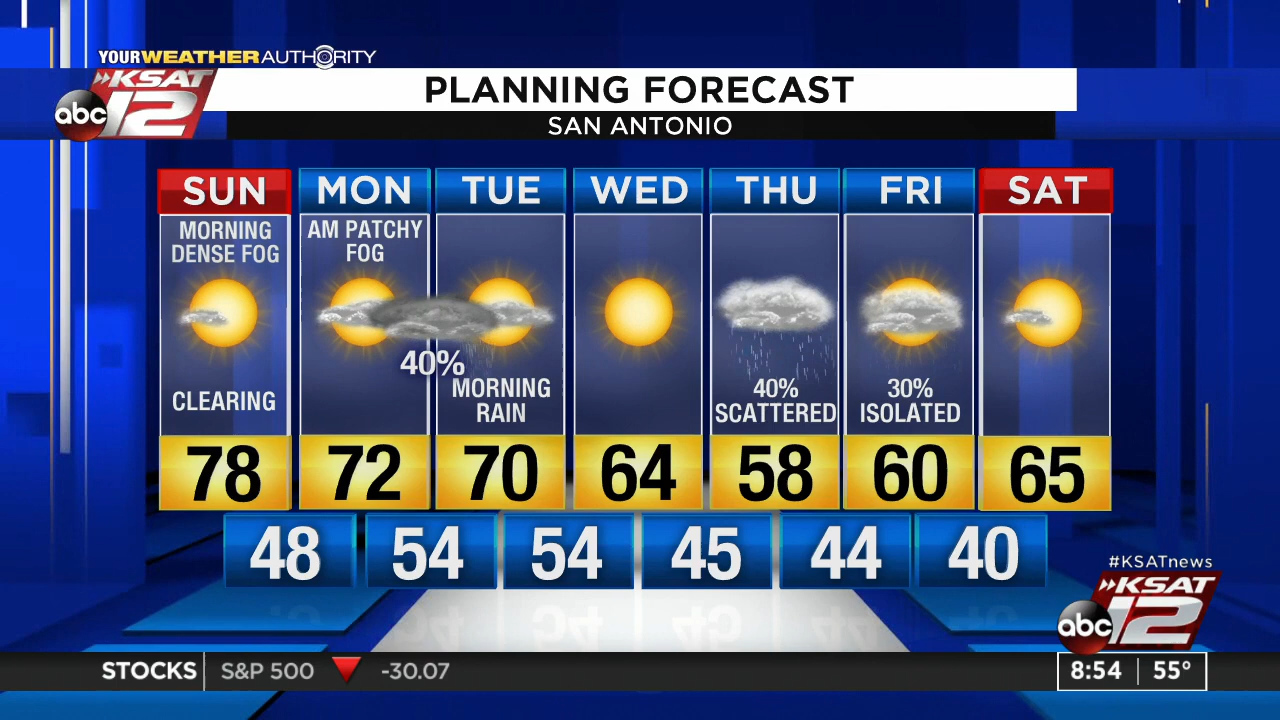 YOURWEATHERAUTHORITY
KSAT
abc 12
PLANNING FORECAST
SAN ANTONIO
SUN MON TUE WED THU FRI SAT
MORNING
DENSE FOG
CLEARING
AM PATCHY
FOG
40%
MORNING
RAIN
40%
SCATTERED
30%
ISOLATED
78 72 70 64 58 60 65
48 54 54 45 44 40
#KSATnews
KSAT
abc 12
STOCKS S&P 500 -30.07
8:54 55°